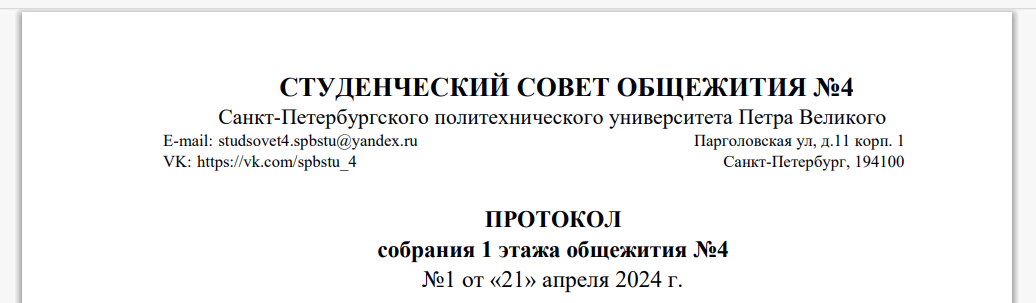 СТУДЕНЧЕСКИЙ СОВЕТ ОБЩЕЖИТИЯ №4
Санкт-Петербургского политехнического университета Петра Великого
E-mail: studsovet4.spbstu@yandex.ru Парголовская ул, д.11 корп. 1
VK: https://vk.com/spbstu_4 Санкт-Петербург, 194100
ПРОТОКОЛ
собрания 1 этажа общежития №4
№1 от «21» апреля 2024 г.